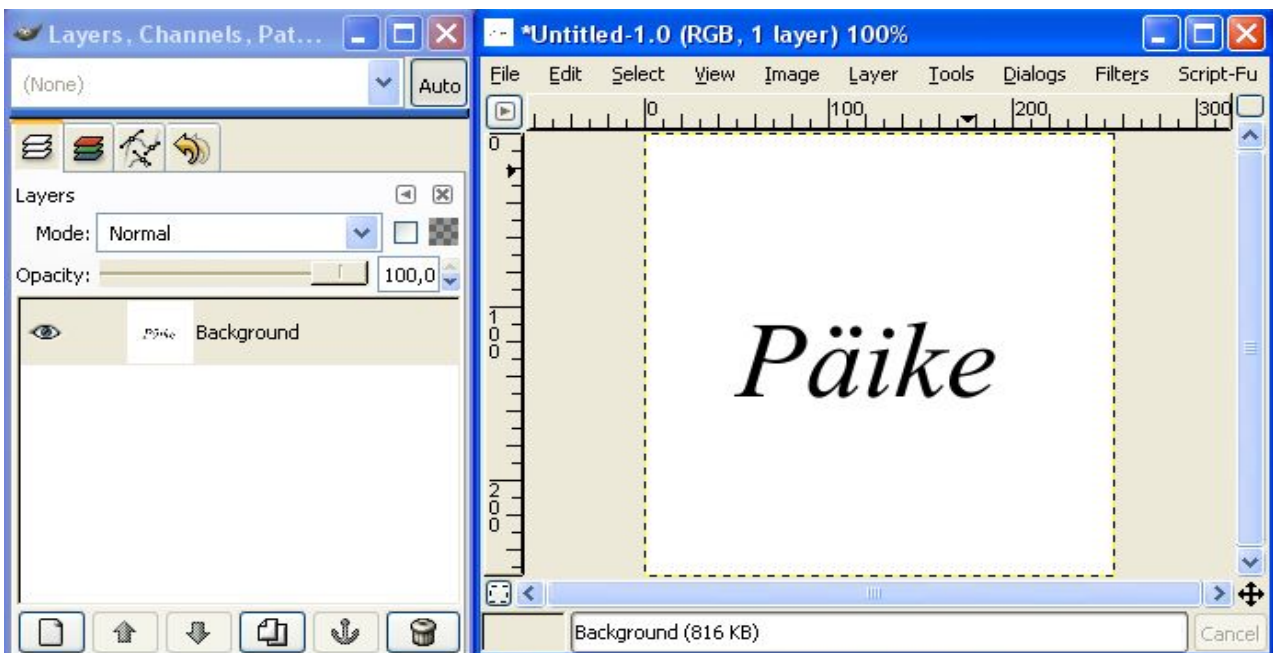 Layers, Channels, Pat...
(None)
Auto
Layers
Mode: Normal
Opacity: 100,0
Päike Background
*Untitled-1.0 (RGB, 1 layer) 100%
File Edit Select View Image Layer Tools Dialogs Filters Script-Fu
0 100 200 300
0
100
200
Päike
Background (816 KB)
Cancel